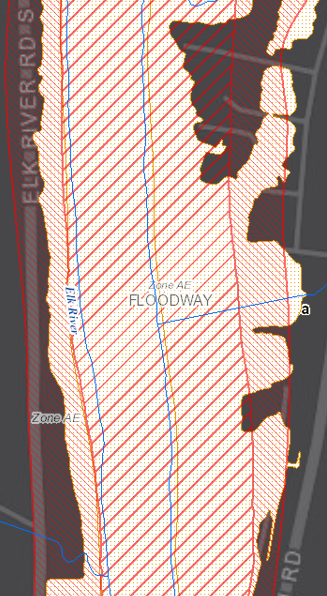 ELK RIVER RD S
Zone AE
FLOODWAY
Elk River
a
Zone AE
RD